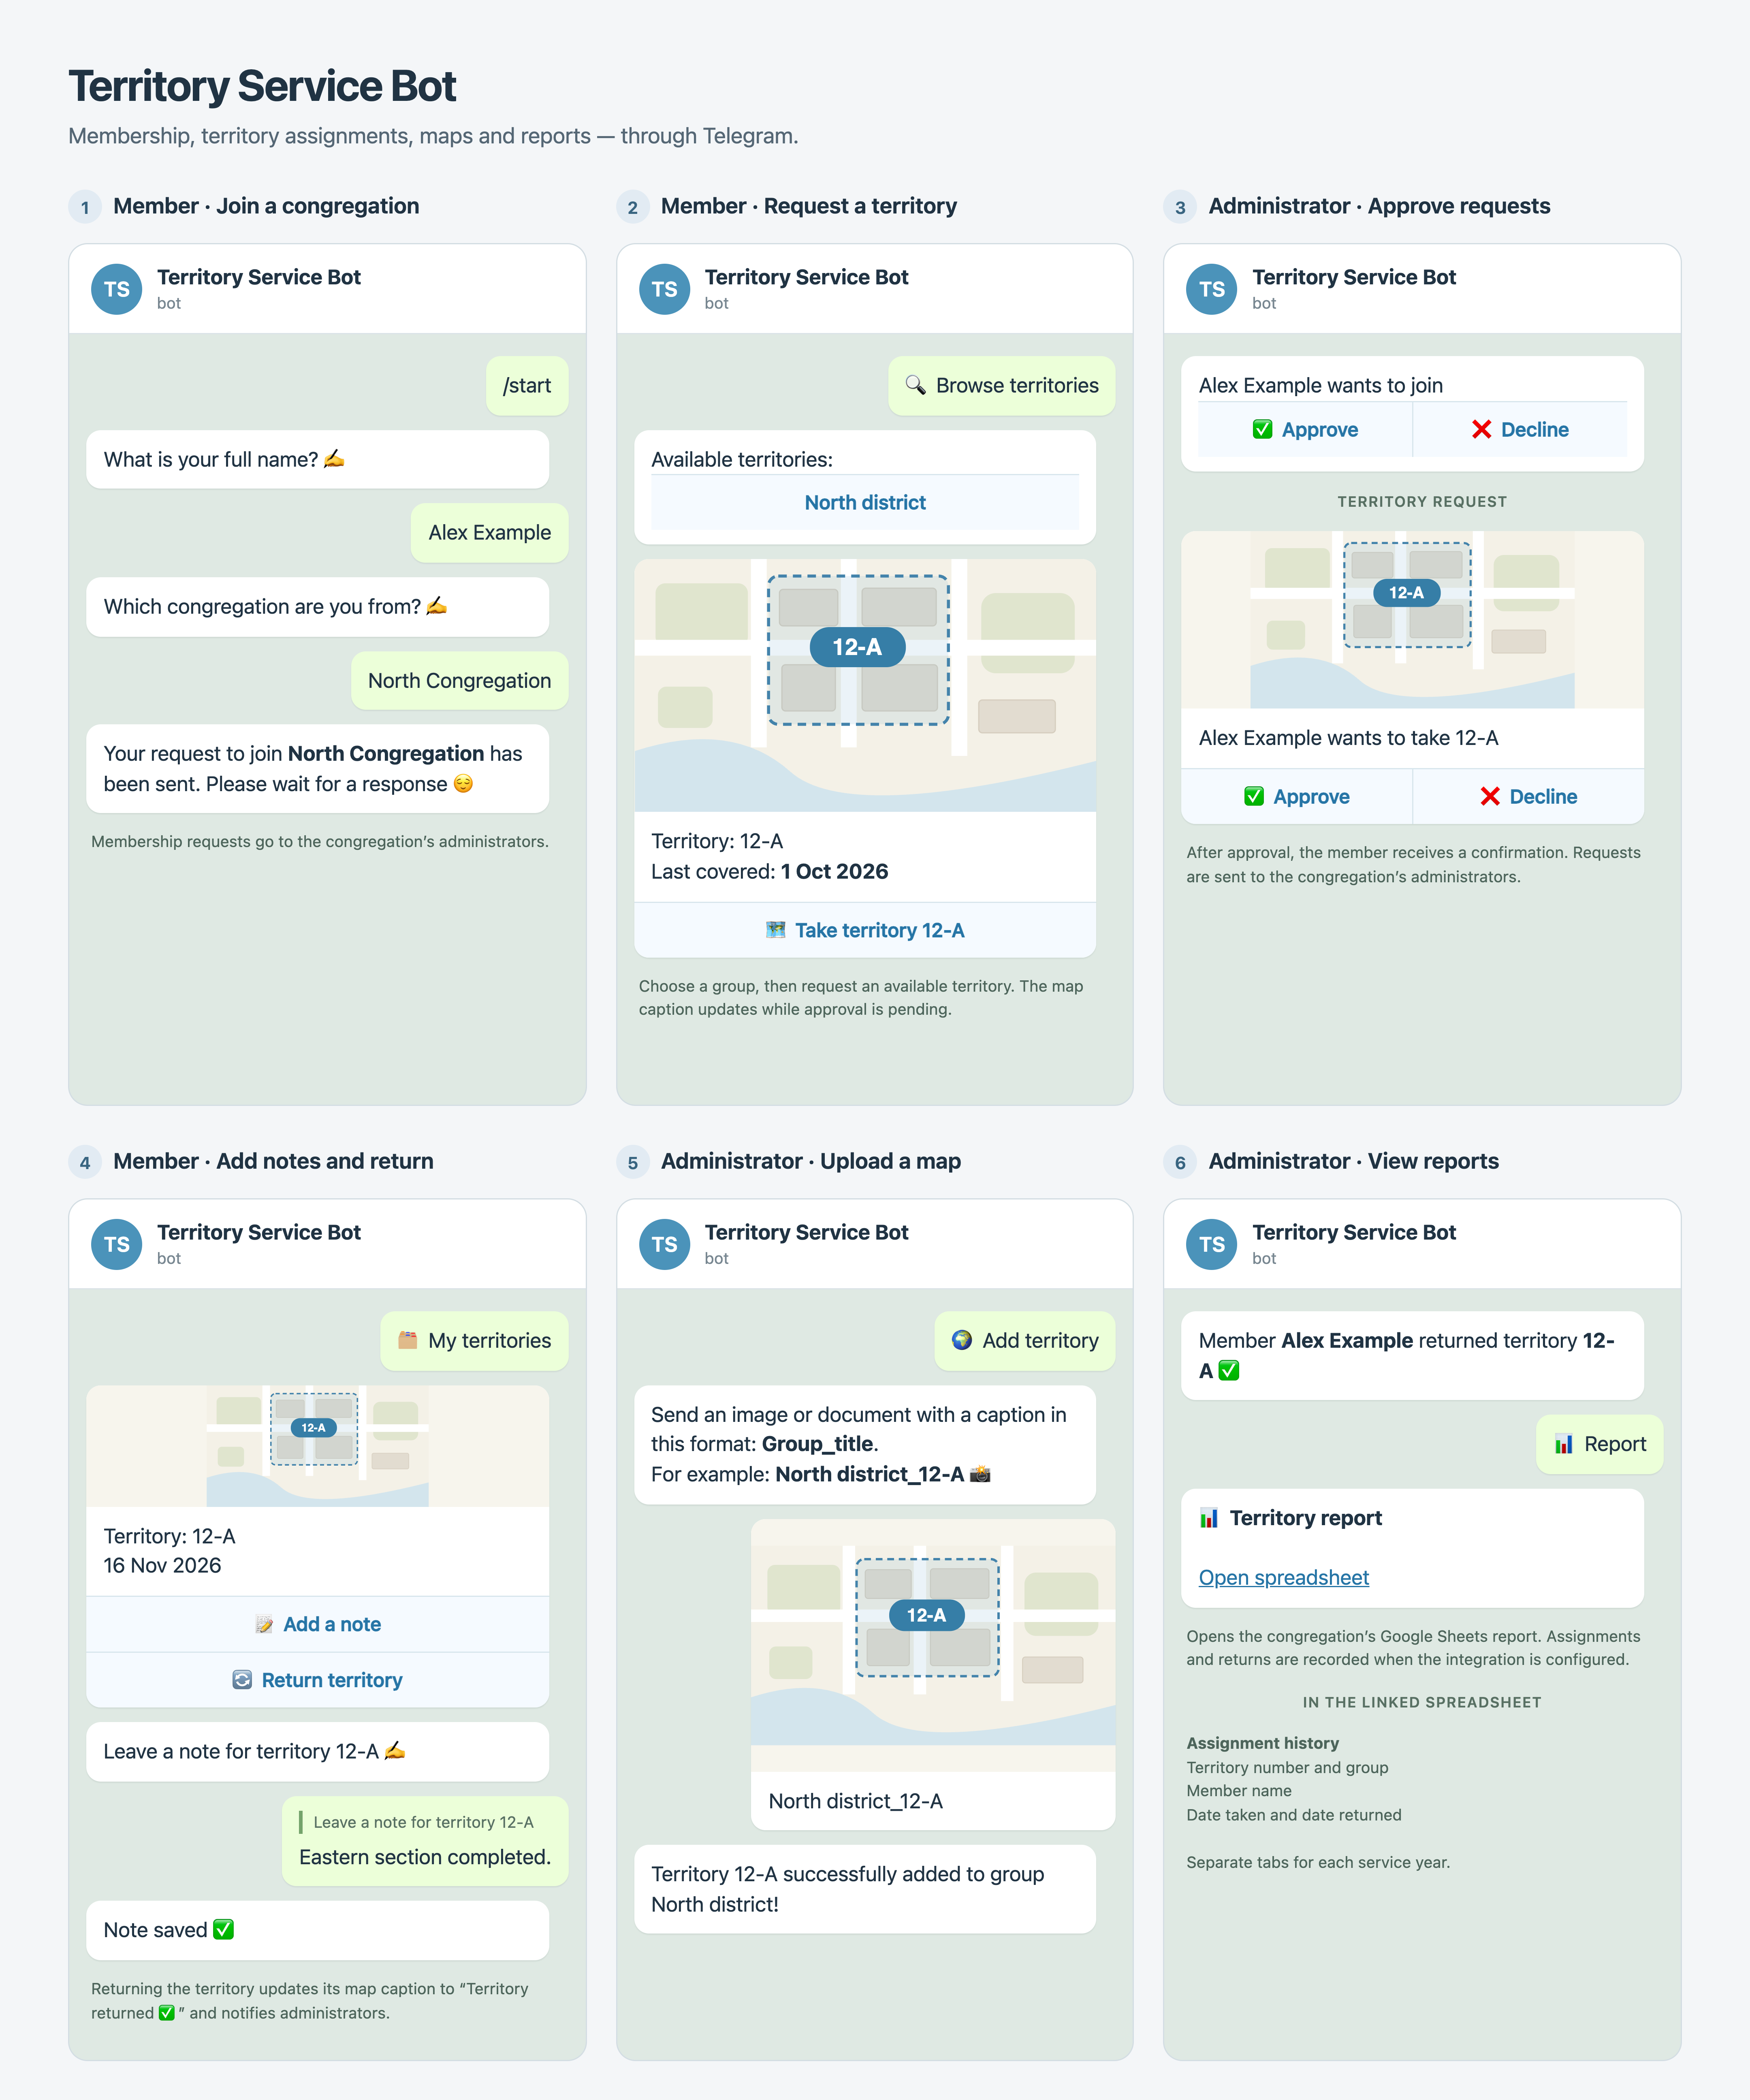 Territory Service Bot
Membership, territory assignments, maps and reports — through Telegram.
1 Member · Join a congregation
TS Territory Service Bot
bot
/start
What is your full name? ✍️
Alex Example
Which congregation are you from? ✍️
North Congregation
Your request to join North Congregation has
been sent. Please wait for a response 😌
Membership requests go to the congregation’s administrators.
2 Member · Request a territory
TS Territory Service Bot
bot
🔍 Browse territories
Available territories:
North district
12-A
Territory: 12-A
Last covered: 1 Oct 2026
🗺️ Take territory 12-A
Choose a group, then request an available territory. The map
caption updates while approval is pending.
3 Administrator · Approve requests
TS Territory Service Bot
bot
Alex Example wants to join
✅ Approve
❌ Decline
TERRITORY REQUEST
12-A
Alex Example wants to take 12-A
✅ Approve
❌ Decline
After approval, the member receives a confirmation. Requests
are sent to the congregation’s administrators.
4 Member · Add notes and return
TS Territory Service Bot
bot
🗂️ My territories
12-A
Territory: 12-A
16 Nov 2026
📝 Add a note
🔄 Return territory
Leave a note for territory 12-A ✍️
Leave a note for territory 12-A
Eastern section completed.
Note saved ✅
Returning the territory updates its map caption to “Territory
returned ✅” and notifies administrators.
5 Administrator · Upload a map
TS Territory Service Bot
bot
🌍 Add territory
Send an image or document with a caption in
this format: Group_title.
For example: North district_12-A 📸
12-A
North district_12-A
Territory 12-A successfully added to group
North district!
6 Administrator · View reports
TS Territory Service Bot
bot
Member Alex Example returned territory 12-
A ✅
📊 Report
📊 Territory report
Open spreadsheet
Opens the congregation’s Google Sheets report. Assignments
and returns are recorded when the integration is configured.
IN THE LINKED SPREADSHEET
Assignment history
Territory number and group
Member name
Date taken and date returned
Separate tabs for each service year.